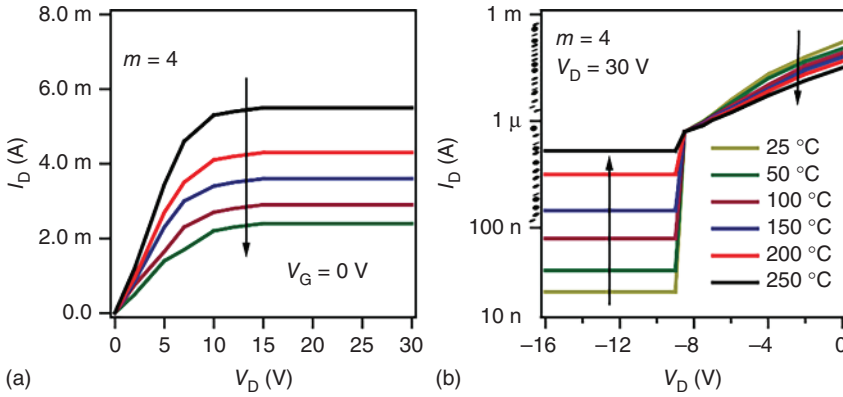 8.0 m
6.0 m
4.0 m
2.0 m
0.0
I_D (A)
m = 4
V_G = 0 V
0 5 10 15 20 25 30
V_D (V)
(a)
1 m
1 μ
100 n
10 n
I_D (A)
m = 4
V_D = 30 V
25 °C
50 °C
100 °C
150 °C
200 °C
250 °C
−16 −12 −8 −4 0
V_D (V)
(b)